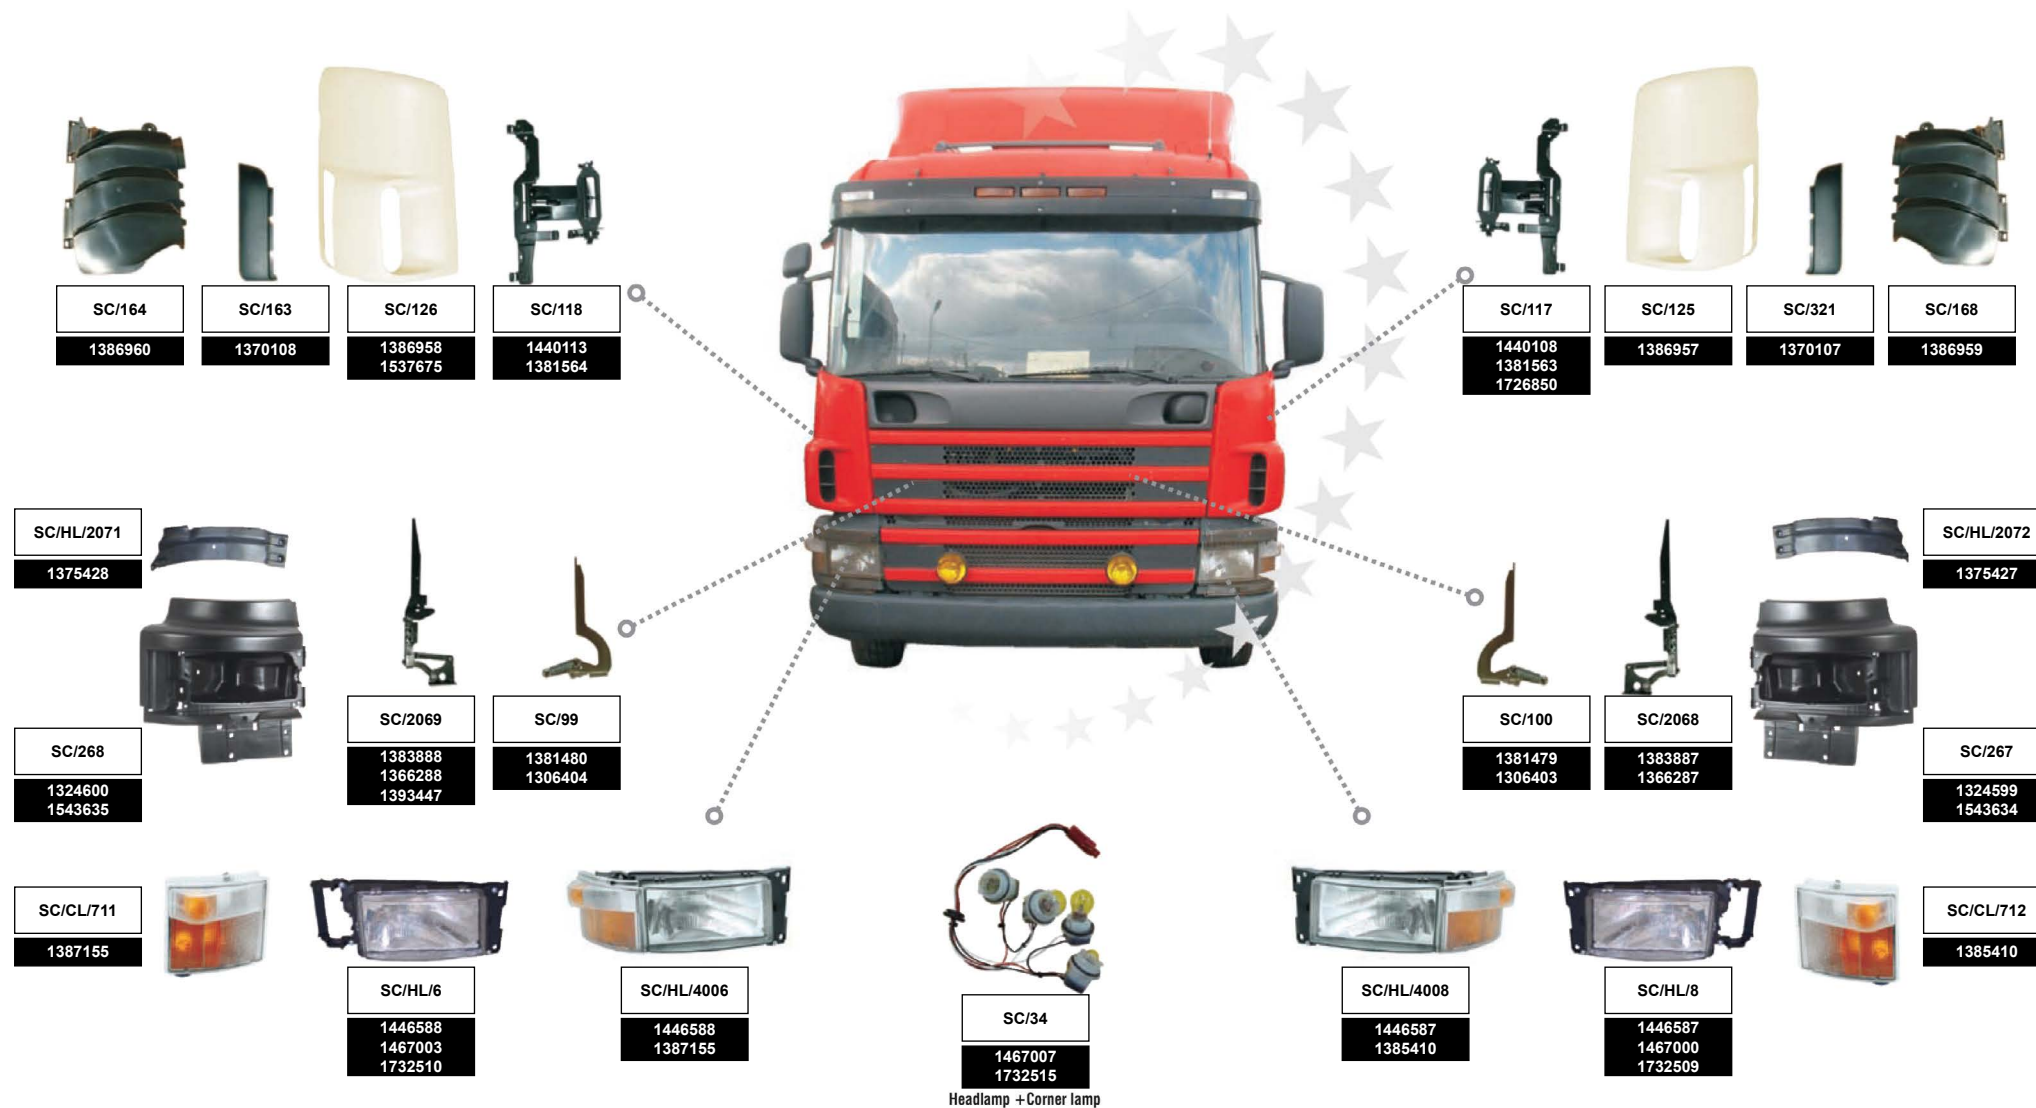 SC/164
1386960
SC/163
1370108
SC/126
1386958
1537675
SC/118
1440113
1381564
SC/117
1440108
1381563
1726850
SC/125
1386957
SC/321
1370107
SC/168
1386959
SC/HL/2071
1375428
SC/268
1324600
1543635
SC/2069
1383888
1366288
1393447
SC/99
1381480
1306404
SC/100
1381479
1306403
SC/2068
1383887
1366287
SC/HL/2072
1375427
SC/267
1324599
1543634
SC/CL/711
1387155
SC/HL/6
1446588
1467003
1732510
SC/HL/4006
1446588
1387155
SC/34
1467007
1732515
Headlamp +Corner lamp
SC/HL/4008
1446587
1385410
SC/HL/8
1446587
1467000
1732509
SC/CL/712
1385410